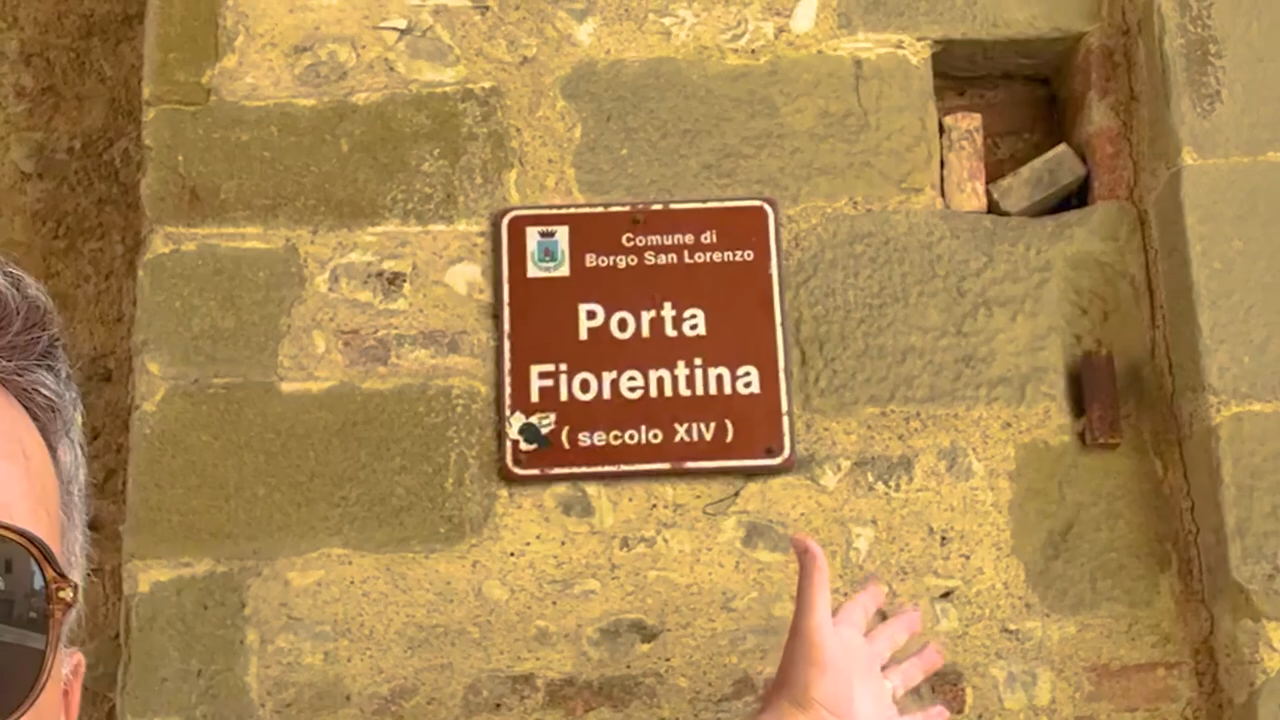 Comune di
Borgo San Lorenzo
Porta
Fiorentina
( secolo XIV )